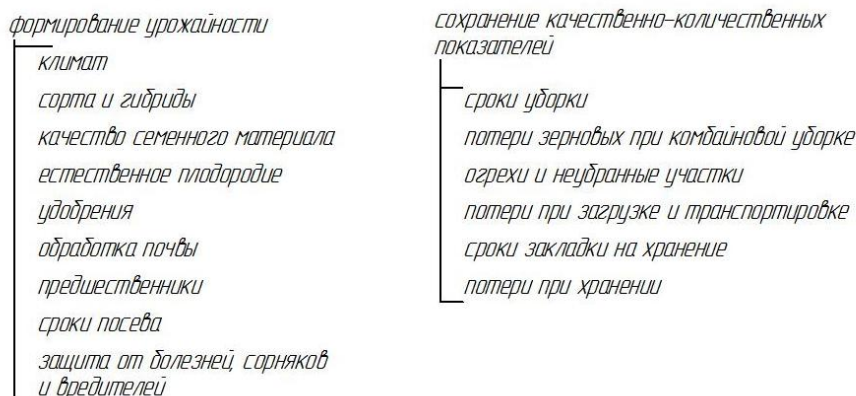 формирование урожайности
климат
сорта и гибриды
качество семенного материала
естественное плодородие
удобрения
обработка почвы
предшественники
сроки посева
защита от болезней, сорняков
и вредителей
сохранение качественно-количественных
показателей
сроки уборки
потери зерновых при комбайновой уборке
огрехи и неубранные участки
потери при загрузке и транспортировке
сроки закладки на хранение
потери при хранении